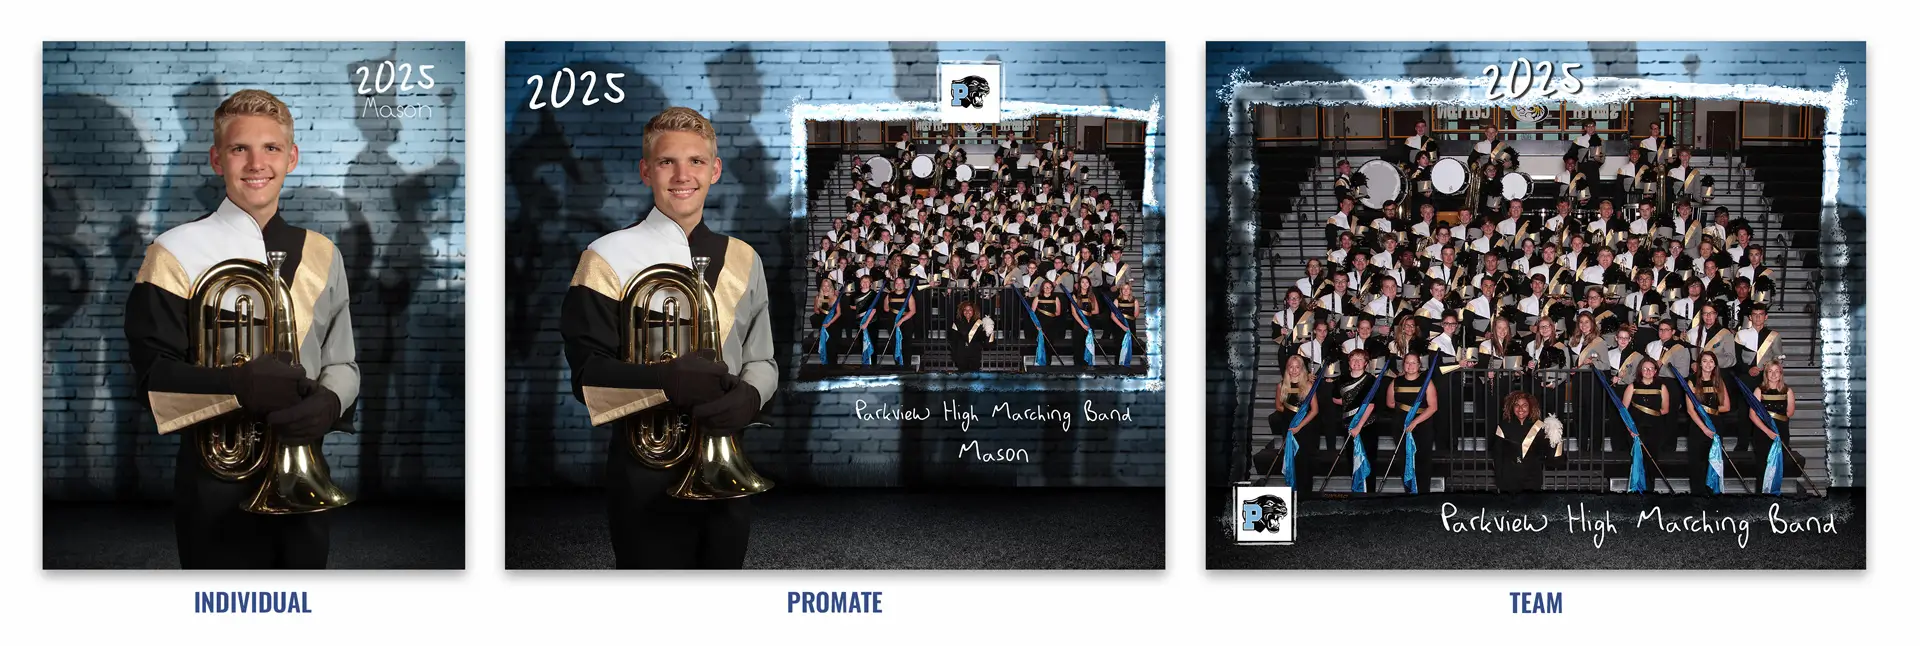 2025
Mason
INDIVIDUAL
2025
P
Parkview High Marching Band
Mason
PROMATE
2025
P
Parkview High Marching Band
TEAM